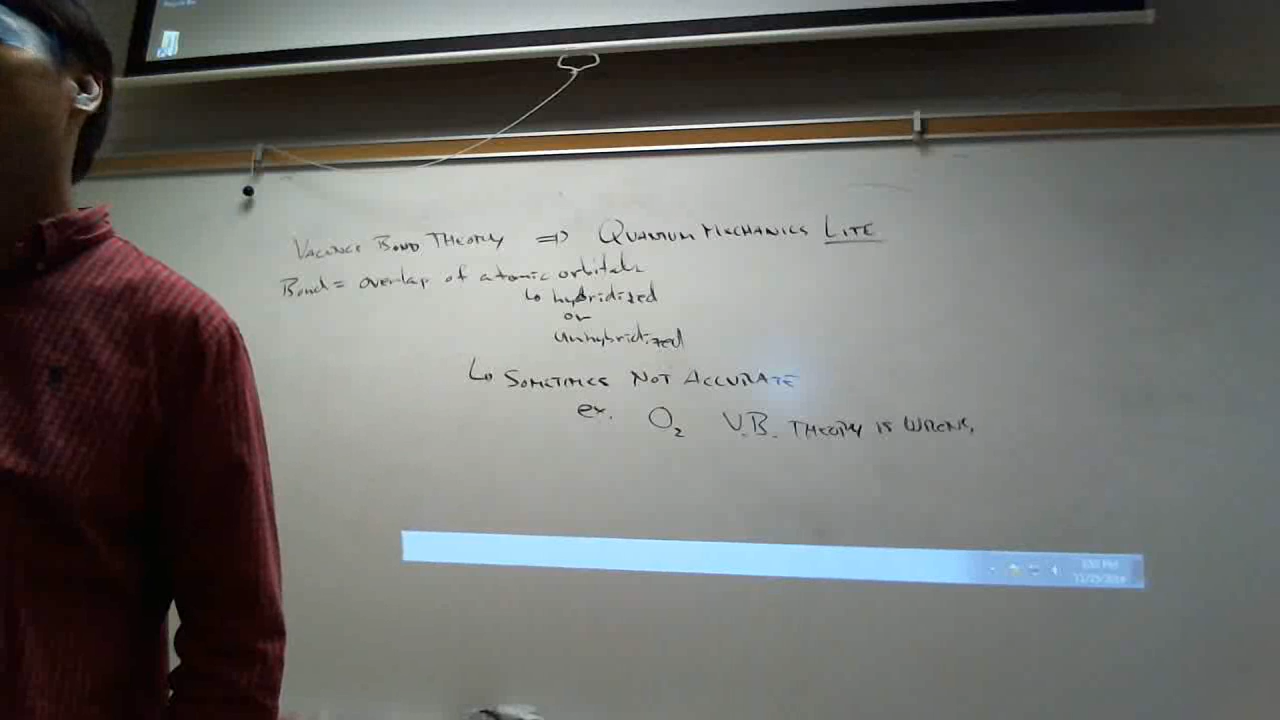 VALENCE BOND THEORY ⇒ QUANTUM MECHANICS LITE
Bond = overlap of atomic orbitals
↳ hybridized
or
unhybridized
↳ SOMETIMES NOT ACCURATE
ex. O₂ V.B. THEORY IS WRONG.